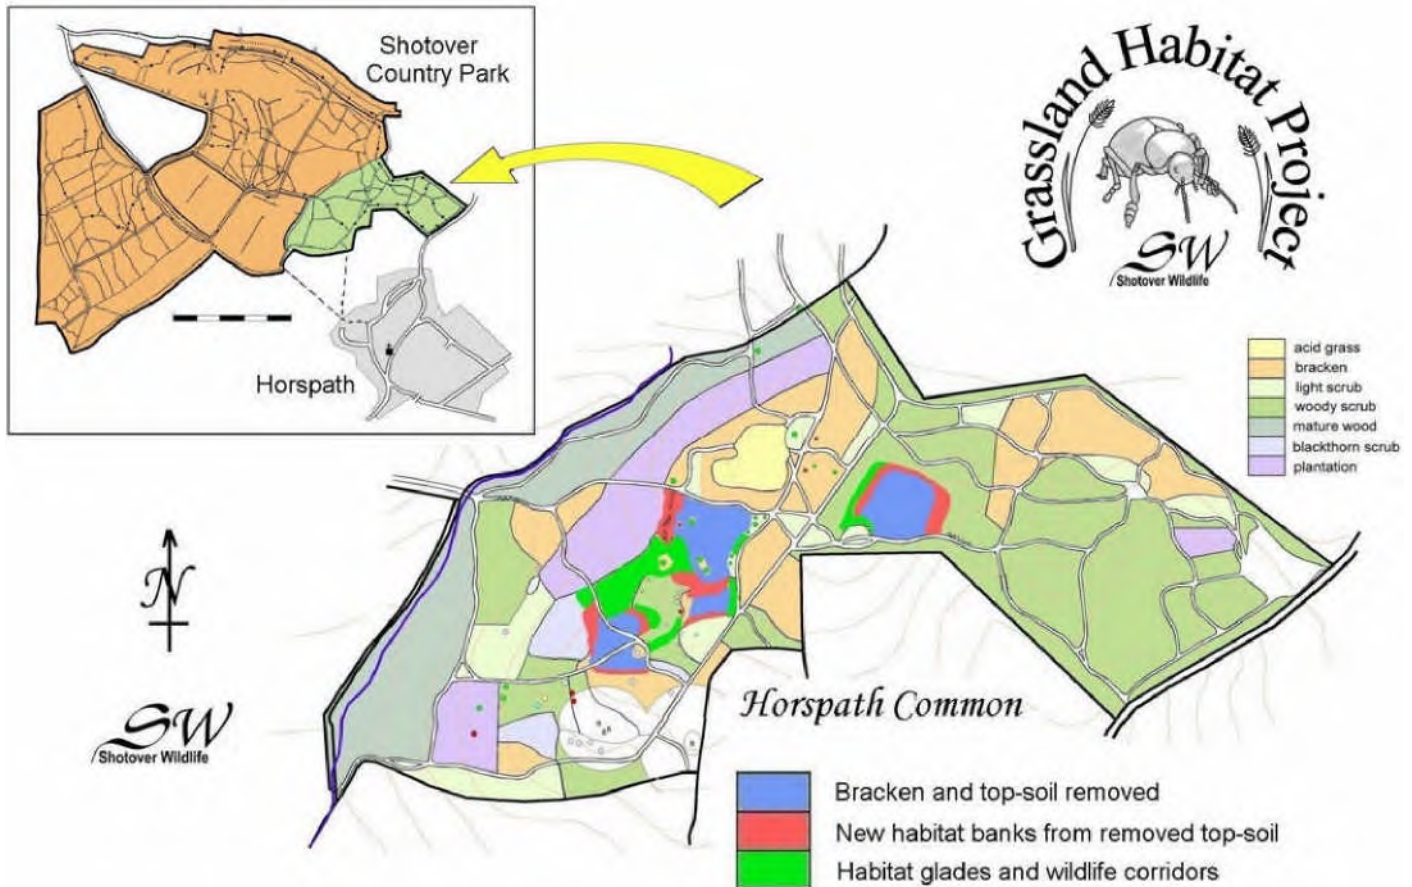 Shotover
Country Park
Horspath
Grassland Habitat Project
SW
Shotover Wildlife
acid grass
bracken
light scrub
woody scrub
mature wood
blackthorn scrub
plantation
N
SW
Shotover Wildlife
Horspath Common
Bracken and top-soil removed
New habitat banks from removed top-soil
Habitat glades and wildlife corridors